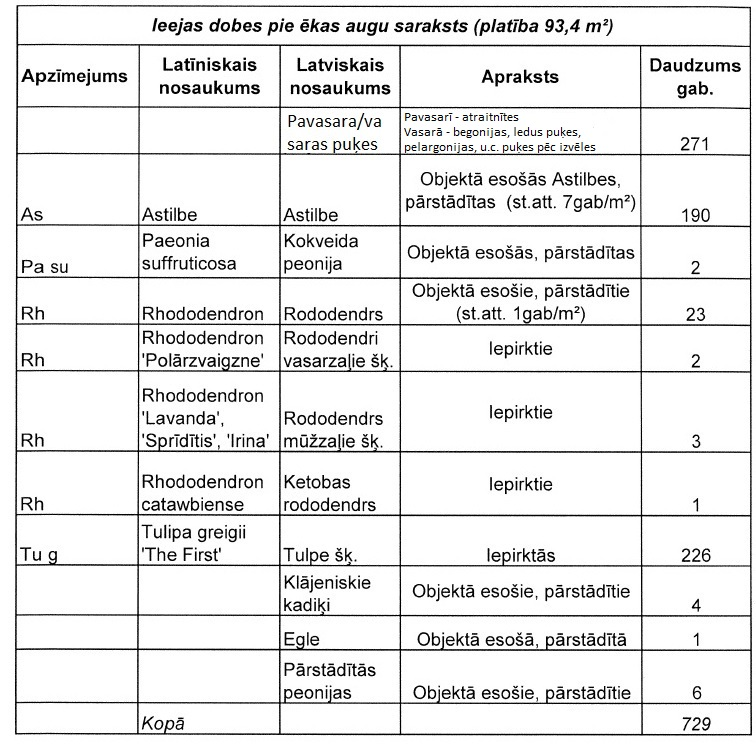 Ieejas dobes pie ēkas augu saraksts (platība 93,4 m²)
Apzīmejums Latīniskais nosaukums Latviskais nosaukums Apraksts Daudzums gab.
Pavasara/va
saras puķes
Pavasarī - atraitnītes
Vasarā - begonijas, ledus puķes,
pelargonijas, u.c. puķes pēc izvēles
271
As Astilbe Astilbe
Objektā esošās Astilbes,
pārstādītas (st.att. 7gab/m²)
190
Pa su
Paeonia
suffruticosa
Kokveida
peonija
Objektā esošās, pārstādītas
2
Rh Rhododendron Rododendrs
Objektā esošie, pārstādītie
(st.att. 1gab/m²)
23
Rh
Rhododendron
'Polārzvaigzne'
Rododendri
vasarzaļie šķ.
Iepirktie
2
Rh
Rhododendron
'Lavanda',
'Sprīdītis', 'Irina'
Rododendrs
mūžzaļie šķ.
Iepirktie
3
Rh
Rhododendron
catawbiense
Ketobas
rododendrs
Iepirktie
1
Tu g
Tulipa greigii
'The First'
Tulpe šķ.
Iepirktās
226
Klājeniskie
kadiķi
Objektā esošie, pārstādītie
4
Egle Objektā esošā, pārstādītā 1
Pārstādītās
peonijas
Objektā esošie, pārstādītie
6
Kopā 729